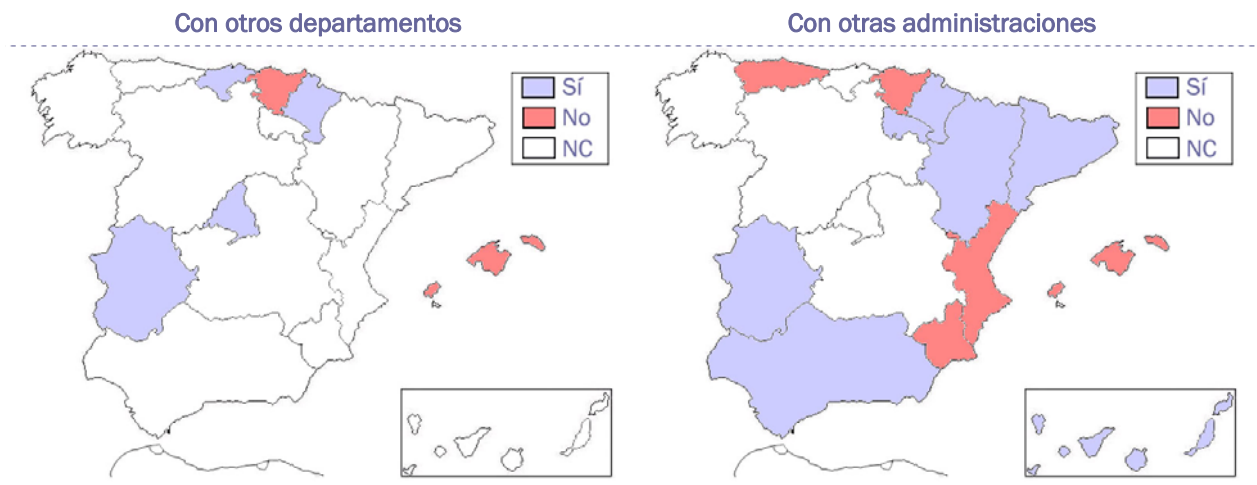 Con otros departamentos
Sí
No
NC
Con otras administraciones
Sí
No
NC